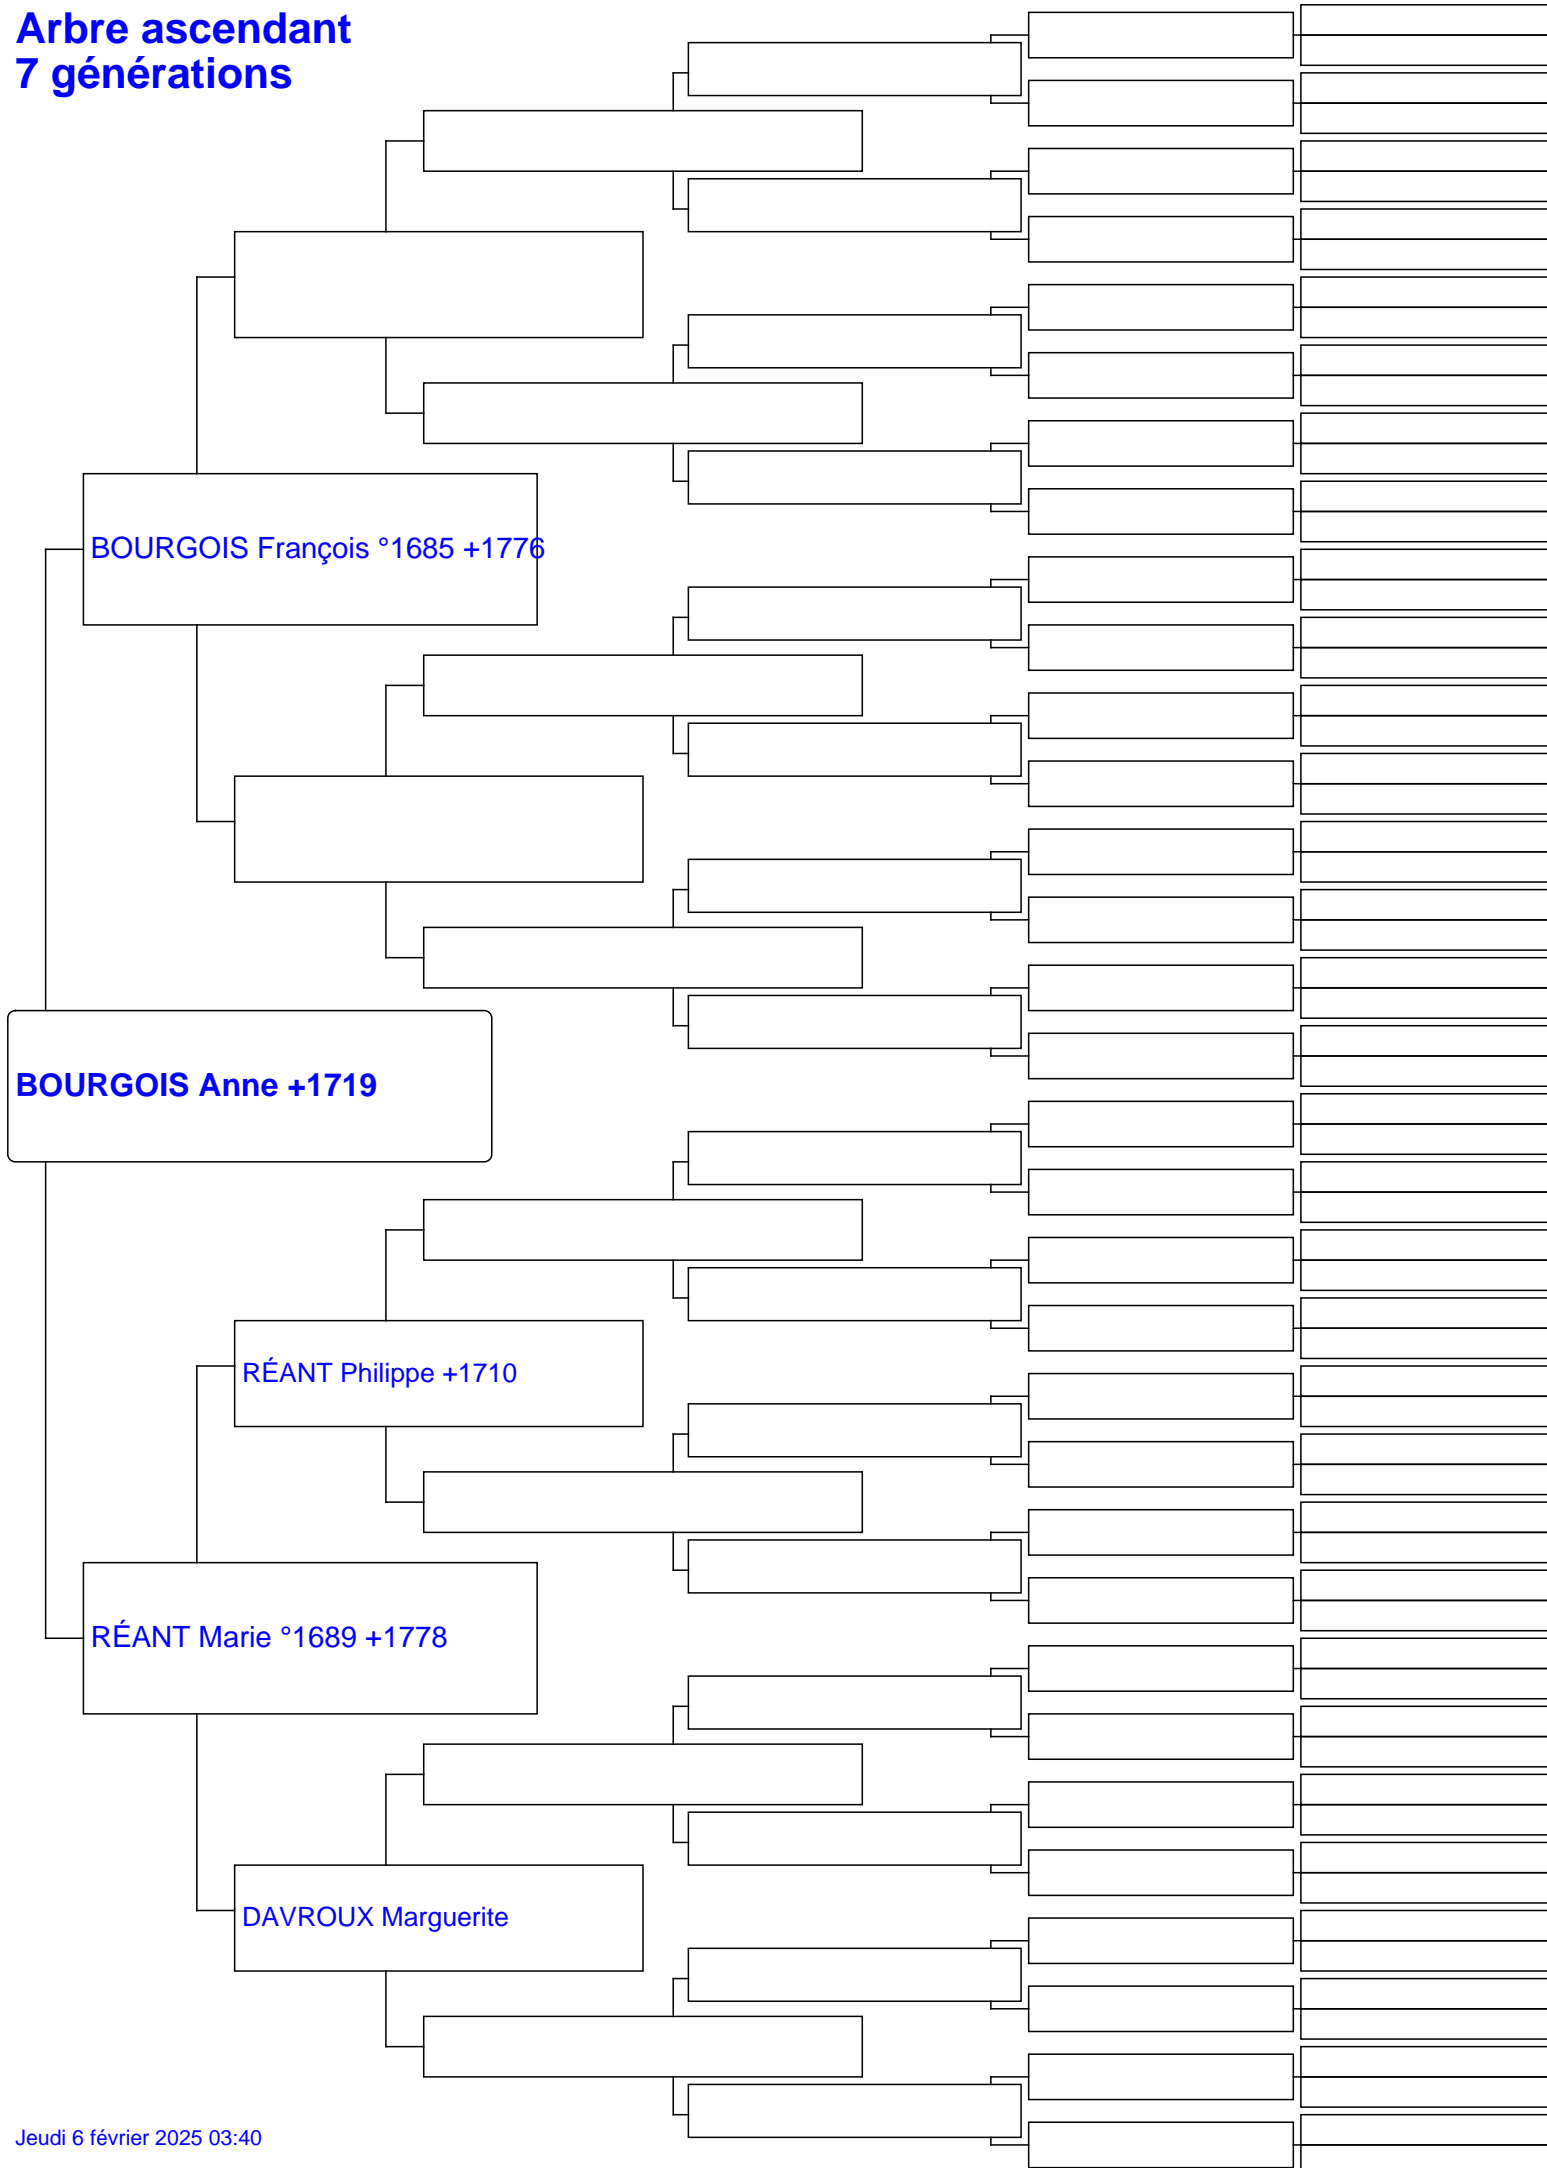 Arbre ascendant
7 générations
BOURGOIS François °1685 +1776
BOURGOIS Anne +1719
RÉANT Philippe +1710
RÉANT Marie °1689 +1778
DAVROUX Marguerite
Jeudi 6 février 2025 03:40